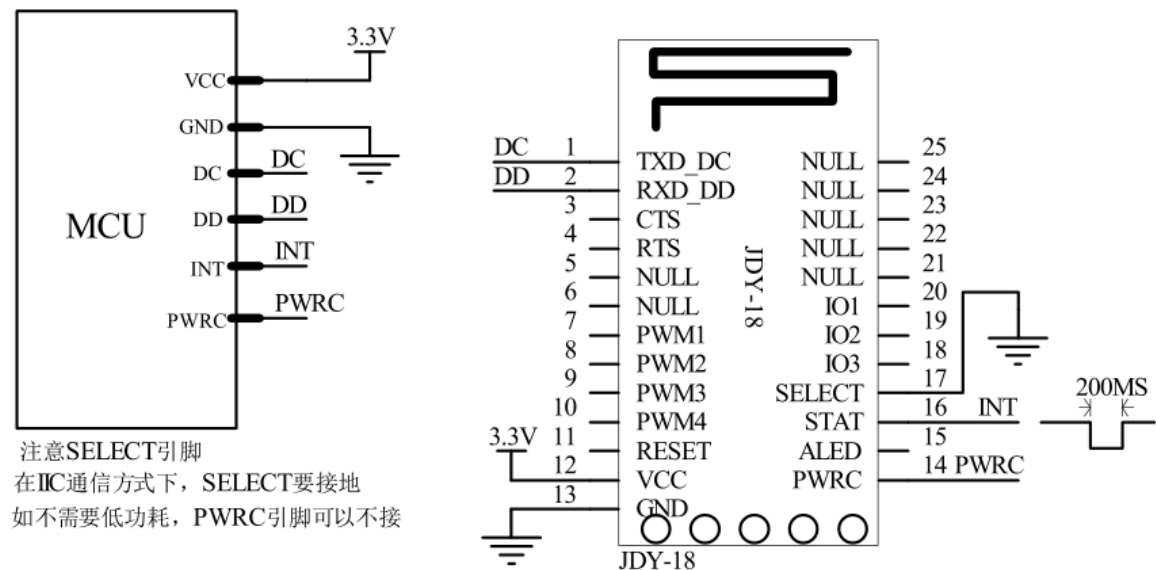 3.3V
VCC
GND
DC DC
MCU
DD DD
INT INT
PWRC PWRC
注意SELECT引脚
在IIC通信方式下，SELECT要接地
如不需要低功耗，PWRC引脚可以不接
DC 1 TXD_DC
DD 2 RXD_DD
3 CTS
4 RTS
5 NULL
6 NULL
7 PWM1
8 PWM2
9 PWM3
10 PWM4
11 RESET
3.3V
12 VCC
13 GND
JDY-18
NULL 25
NULL 24
NULL 23
NULL 22
NULL 21
IO1 20
IO2 19
IO3 18
SELECT 17
STAT 16 INT
ALED 15
PWRC 14 PWRC
200MS
JDY-18